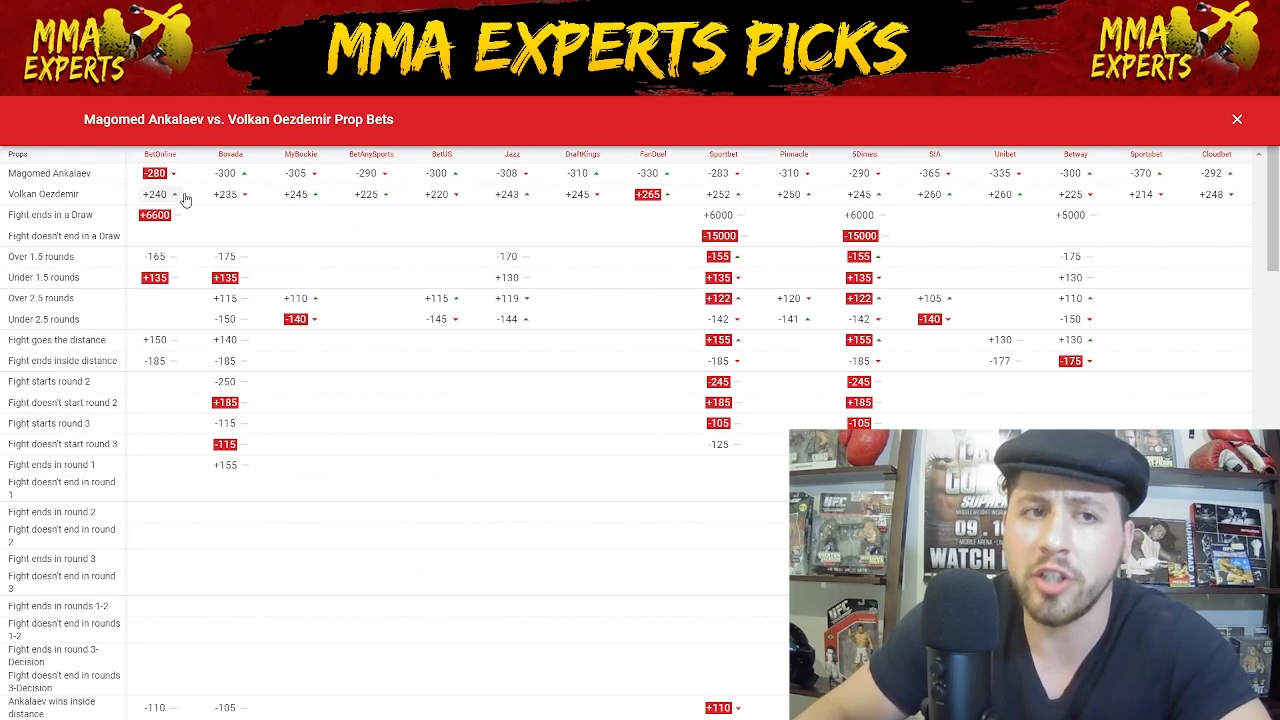 MMA EXPERTS
MMA EXPERTS PICKS
MMA EXPERTS
Magomed Ankalaev vs. Volkan Oezdemir Prop Bets
Props BetOnline Bovada MyBookie BetAnySports BetUS Jazz DraftKings FanDuel Sportbet Pinnacle 5Dimes SIA Unibet Betway Sportsbet Cloudbet
Magomed Ankalaev -280 -300 -305 -290 -300 -308 -310 -330 -283 -310 -290 -365 -335 -300 -370 -292
Volkan Oezdemir +240 +235 +245 +225 +220 +243 +245 +265 +252 +250 +245 +260 +260 +225 +214 +248
Fight ends in a Draw +6600 +6000 +6000 +5000
Fight doesn't end in a Draw -15000 -15000
Over .5 rounds -165 -175 -170 -155 -155 -175
Under 1.5 rounds +135 +135 +130 +135 +135 +130
Over 2.5 rounds +115 +110 +115 +119 +122 +120 +122 +105 +110
Under 2.5 rounds -150 -140 -145 -144 -142 -141 -142 -140 -150
Fight goes the distance +150 +140 +155 +155 +130 +130
Fight ends inside distance -185 -185 -185 -185 -177 -175
Fight starts round 2 -250 -245 -245
Fight doesn't start round 2 +185 +185 +185
Fight starts round 3 -115 -105 -105
Fight doesn't start round 3 -115 -125
Fight ends in round 1 +155
Fight doesn't end in round
1
Fight ends in round 2
Fight doesn't end in round
2
Fight ends in round 3
Fight doesn't end in round
3
Fight ends in rounds 1-2
Fight doesn't end in rounds
1-2
Fight ends in round 3-
Decision
Fight doesn't end in rounds
3-Decision
Ankalaev wins inside
distance -110 -105 +110
SUPREM
09 . 1
T-MOBILE ARENA
WATCH
UFC
MUHAMMAD AL
MEDIA